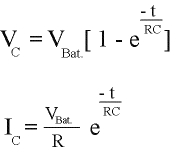 V_C = V_Bat. [ 1 - e^(-t/RC) ]
I_C = V_Bat./R e^(-t/RC)